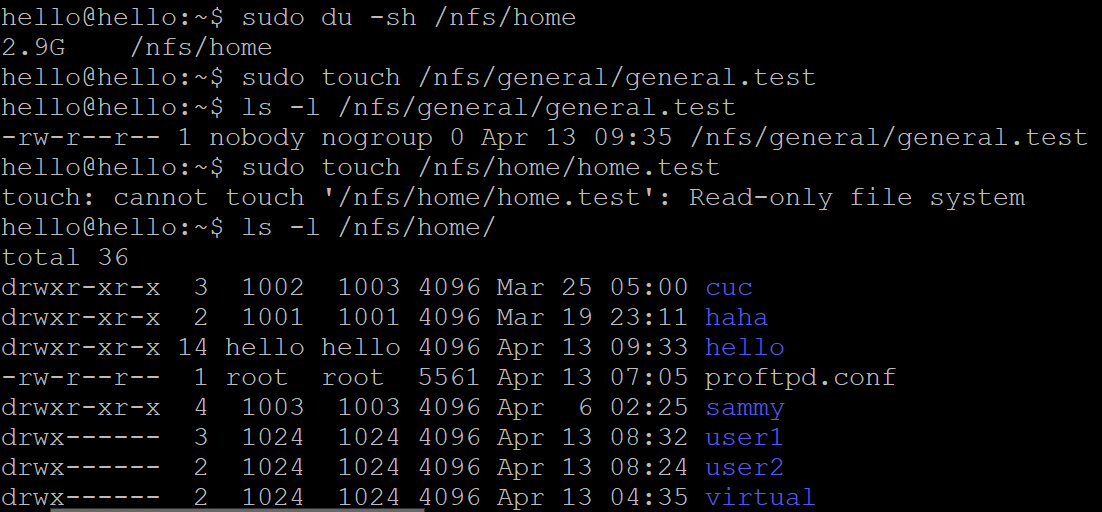 hello@hello:~$ sudo du -sh /nfs/home
2.9G    /nfs/home
hello@hello:~$ sudo touch /nfs/general/general.test
hello@hello:~$ ls -l /nfs/general/general.test
-rw-r--r-- 1 nobody nogroup 0 Apr 13 09:35 /nfs/general/general.test
hello@hello:~$ sudo touch /nfs/home/home.test
touch: cannot touch '/nfs/home/home.test': Read-only file system
hello@hello:~$ ls -l /nfs/home/
total 36
drwxr-xr-x  3  1002  1003 4096 Mar 25 05:00 cuc
drwxr-xr-x  2  1001  1001 4096 Mar 19 23:11 haha
drwxr-xr-x 14 hello hello 4096 Apr 13 09:33 hello
-rw-r--r--  1 root  root  5561 Apr 13 07:05 proftpd.conf
drwxr-xr-x  4  1003  1003 4096 Apr  6 02:25 sammy
drwx------  3  1024  1024 4096 Apr 13 08:32 user1
drwx------  2  1024  1024 4096 Apr 13 08:24 user2
drwx------  2  1024  1024 4096 Apr 13 04:35 virtual